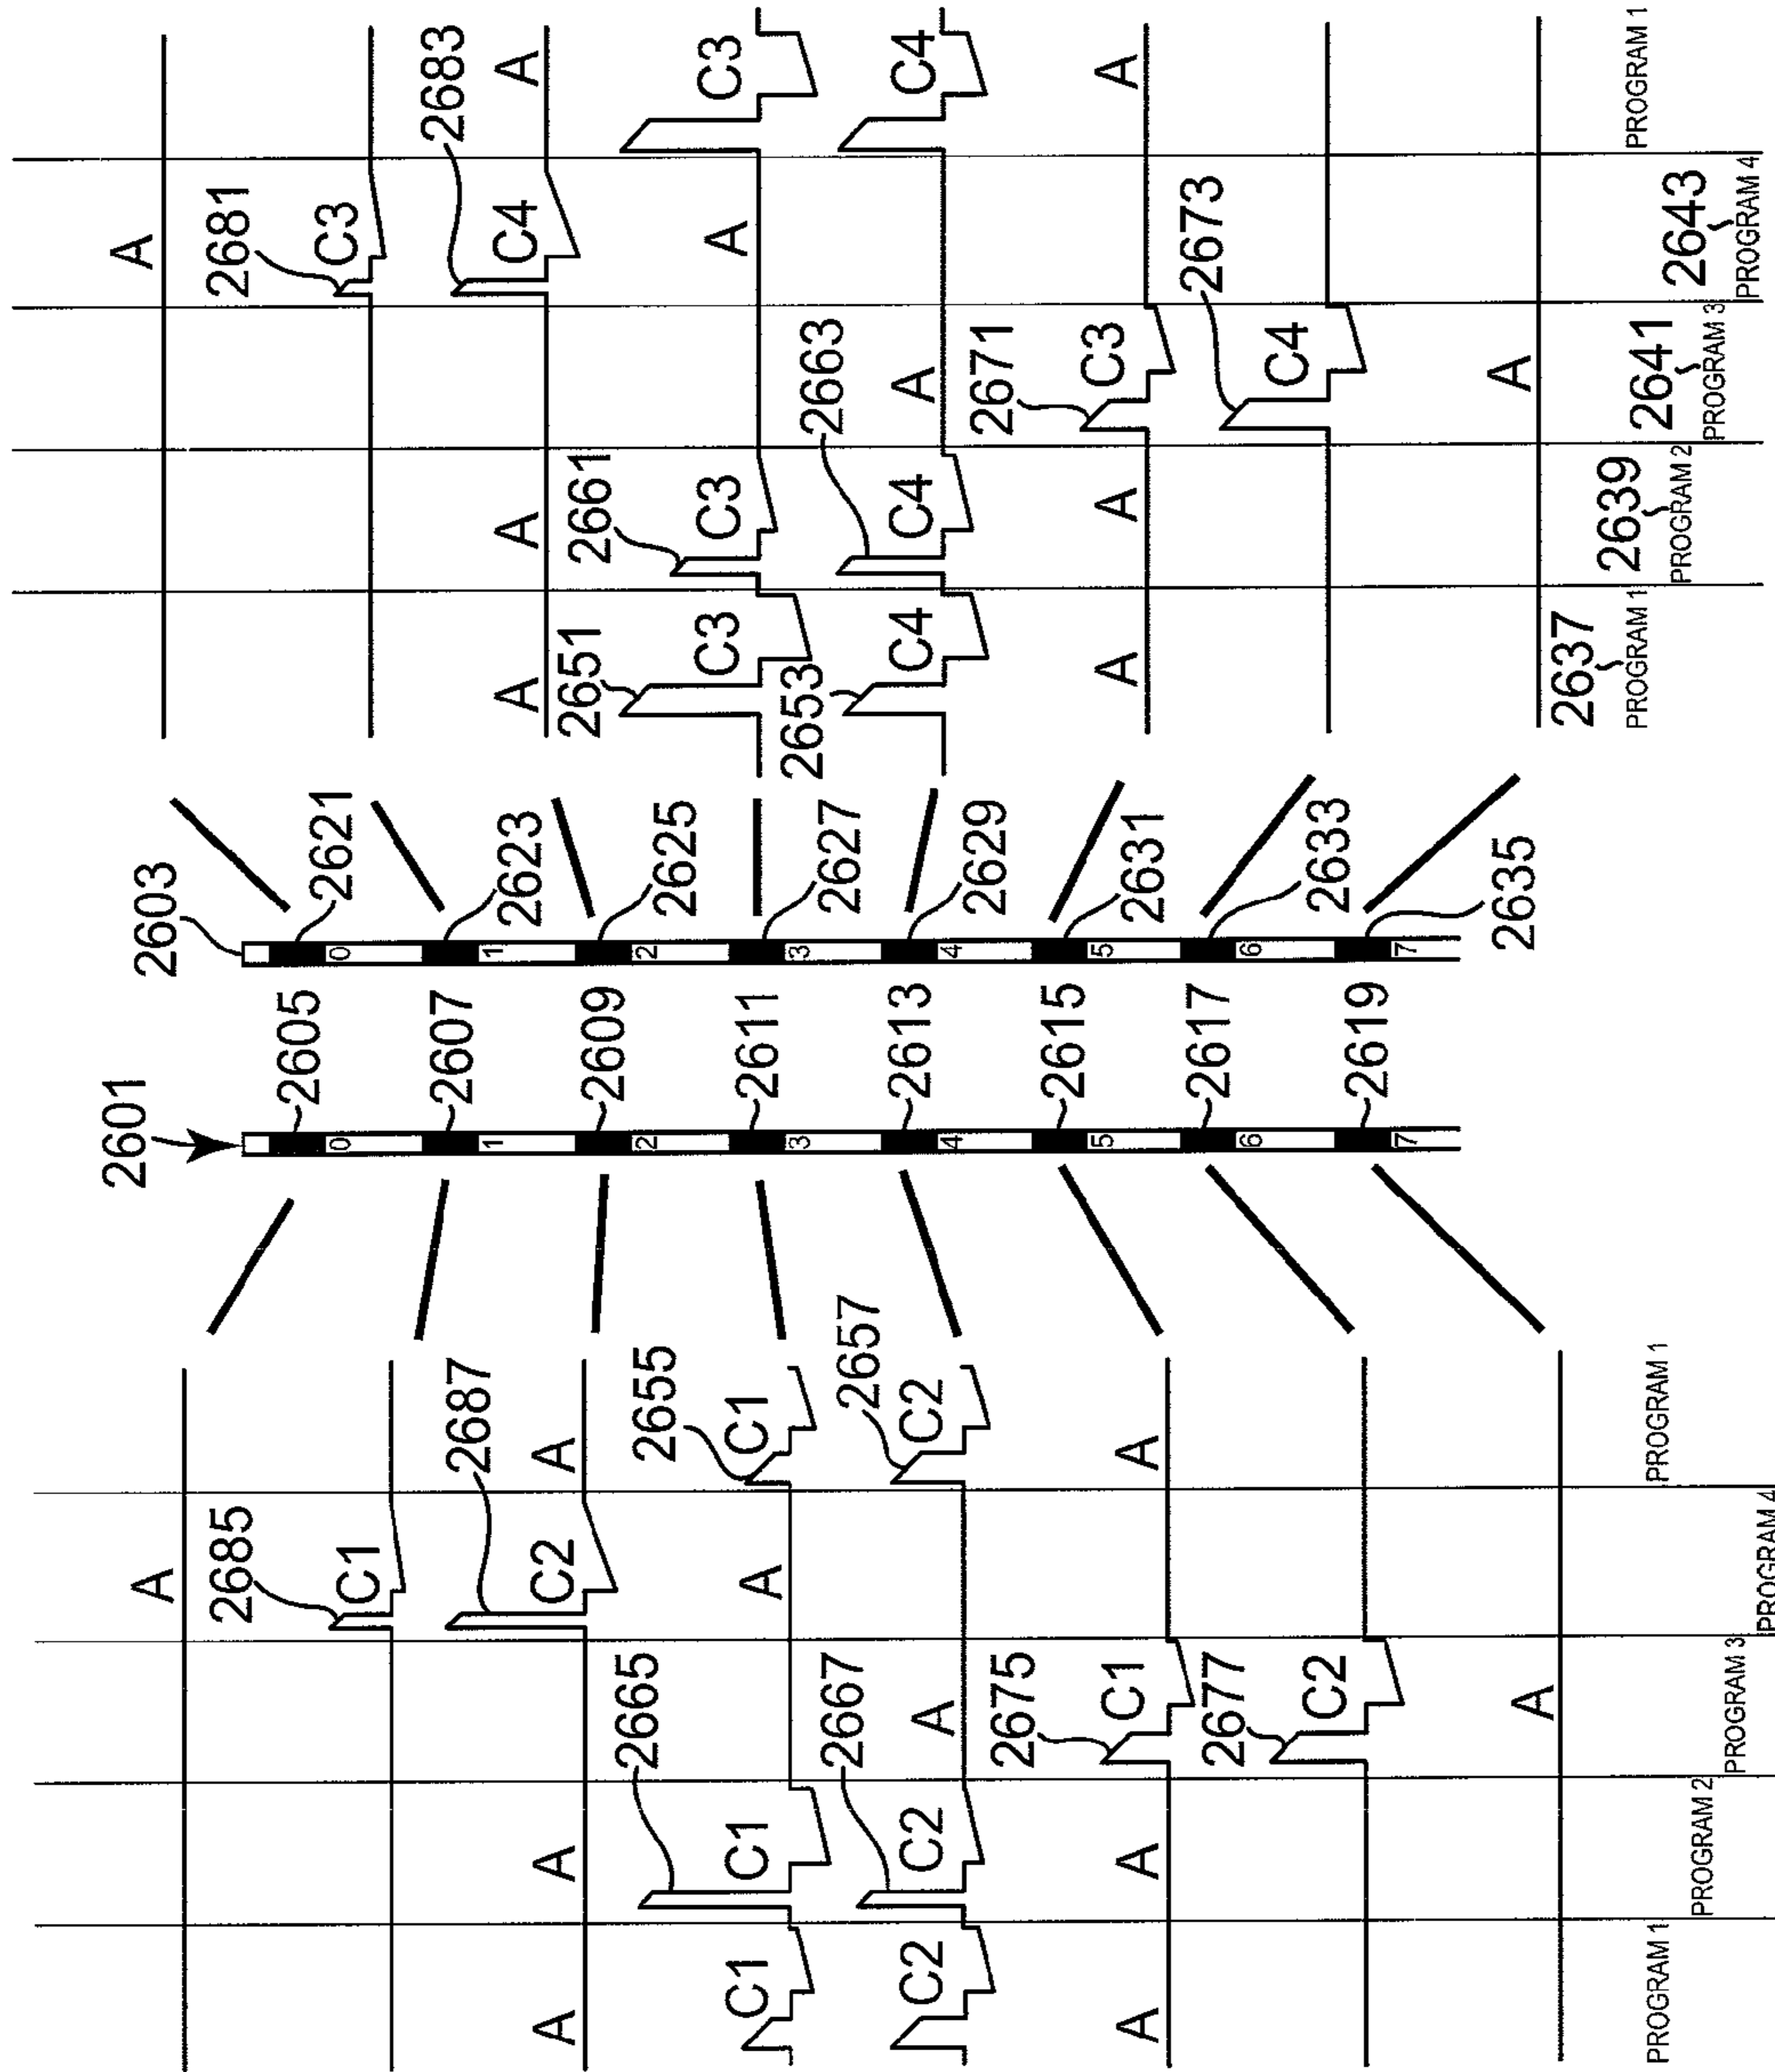 A
2601
2603
A
2685
2681
2605
2621
C1
0
0
C3
2687
2607
2623
2683
A
A
C2
A
1
1
A
A
C4
A
2609
2625
2665
2655
2651
2661
2
2
C1
C1
A
C1
C3
C3
A
C3
2611
2627
2667
2657
2653
2663
3
3
C2
C2
A
C2
C4
C4
A
C4
2613
2629
2675
4
4
2671
A
A
C1
A
2615
2631
A
A
C3
A
2677
5
5
2673
C2
2617
2633
C4
6
6
A
2619
2635
A
7
7
2637
2639
2641
2643
PROGRAM 1
PROGRAM 2
PROGRAM 3
PROGRAM 4
PROGRAM 1
PROGRAM 1
PROGRAM 2
PROGRAM 3
PROGRAM 4
PROGRAM 1